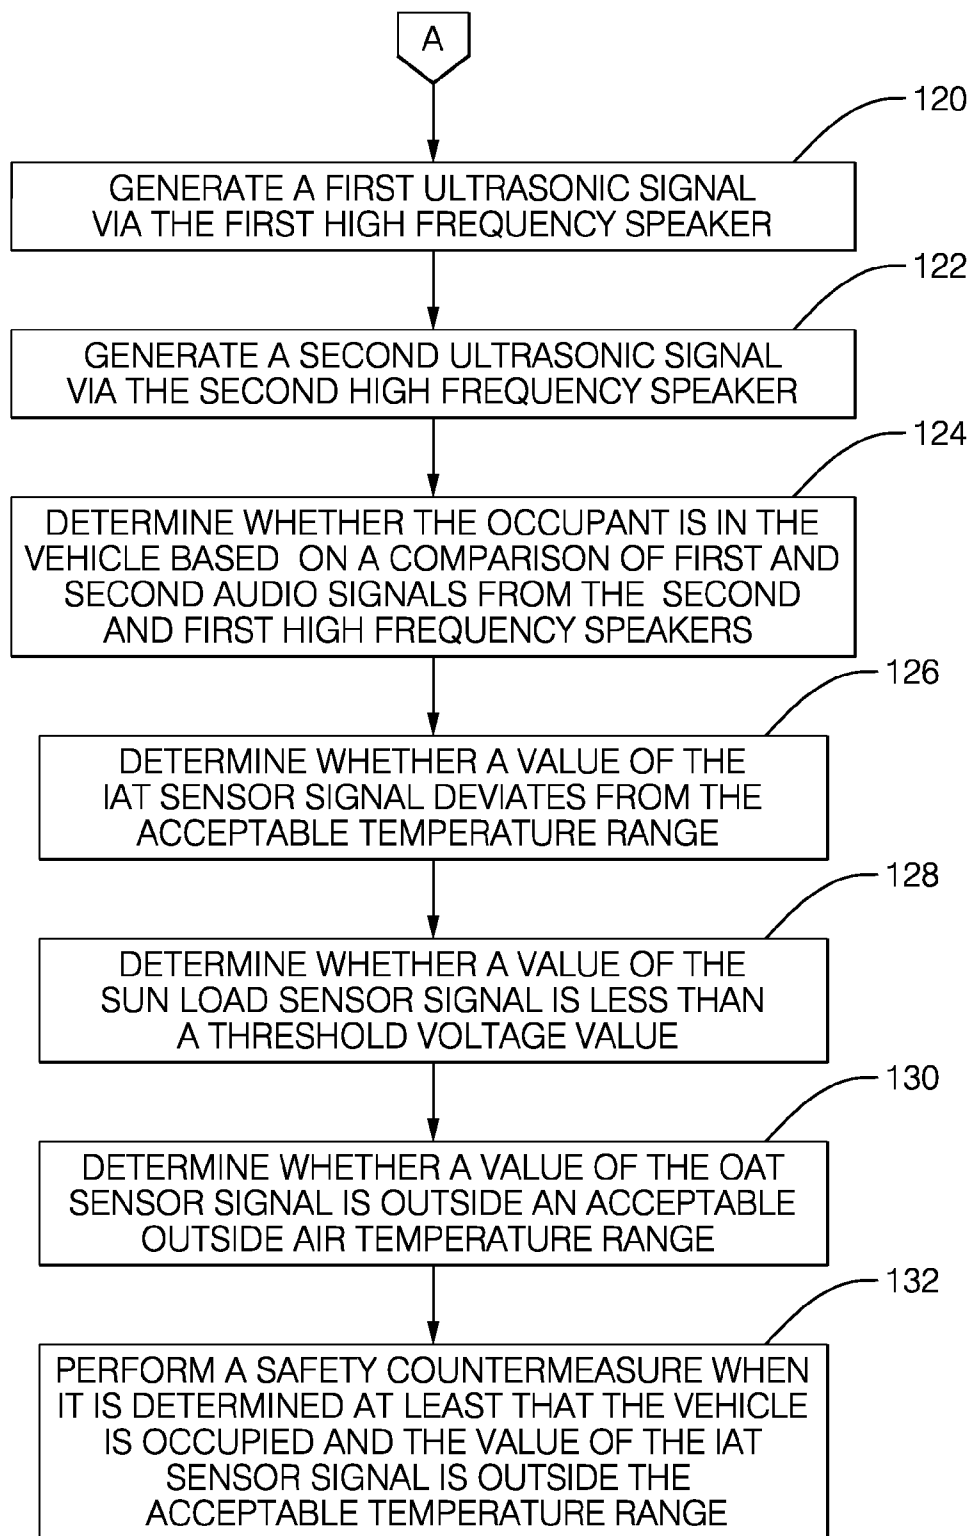 A
120
GENERATE A FIRST ULTRASONIC SIGNAL
VIA THE FIRST HIGH FREQUENCY SPEAKER
122
GENERATE A SECOND ULTRASONIC SIGNAL
VIA THE SECOND HIGH FREQUENCY SPEAKER
124
DETERMINE WHETHER THE OCCUPANT IS IN THE
VEHICLE BASED ON A COMPARISON OF FIRST AND
SECOND AUDIO SIGNALS FROM THE SECOND
AND FIRST HIGH FREQUENCY SPEAKERS
126
DETERMINE WHETHER A VALUE OF THE
IAT SENSOR SIGNAL DEVIATES FROM THE
ACCEPTABLE TEMPERATURE RANGE
128
DETERMINE WHETHER A VALUE OF THE
SUN LOAD SENSOR SIGNAL IS LESS THAN
A THRESHOLD VOLTAGE VALUE
130
DETERMINE WHETHER A VALUE OF THE OAT
SENSOR SIGNAL IS OUTSIDE AN ACCEPTABLE
OUTSIDE AIR TEMPERATURE RANGE
132
PERFORM A SAFETY COUNTERMEASURE WHEN
IT IS DETERMINED AT LEAST THAT THE VEHICLE
IS OCCUPIED AND THE VALUE OF THE IAT
SENSOR SIGNAL IS OUTSIDE THE
ACCEPTABLE TEMPERATURE RANGE